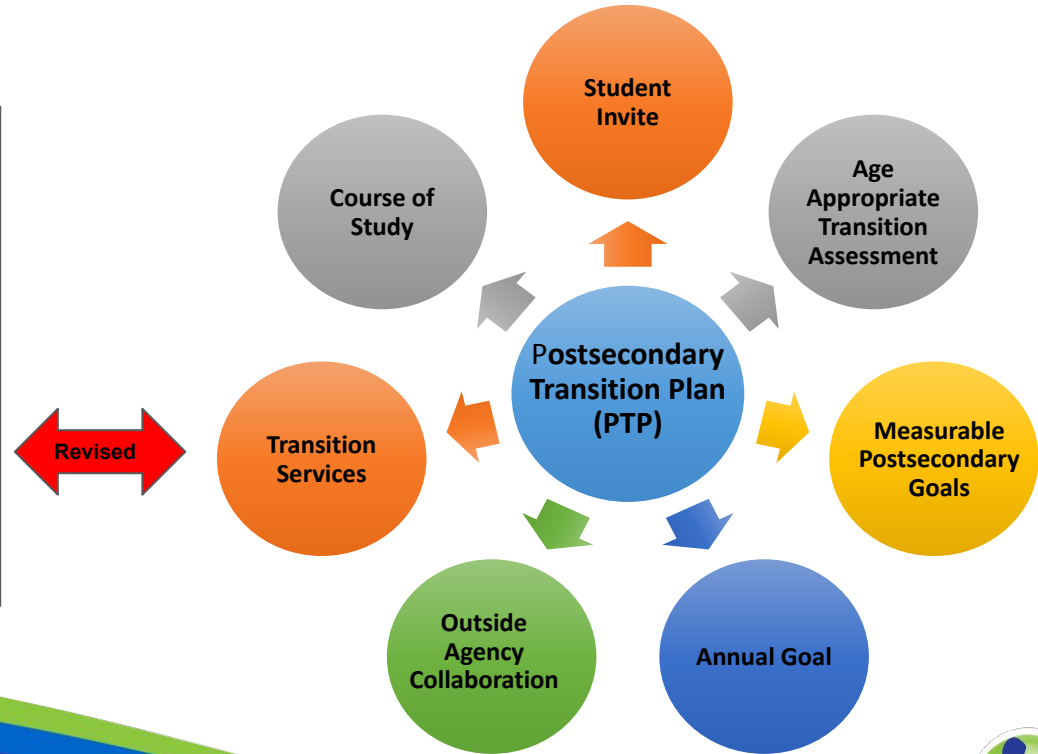 Student
Invite
Age
Appropriate
Transition
Assessment
Course of
Study
Postsecondary
Transition Plan
(PTP)
Measurable
Postsecondary
Goals
Revised
Transition
Services
Outside
Agency
Collaboration
Annual Goal